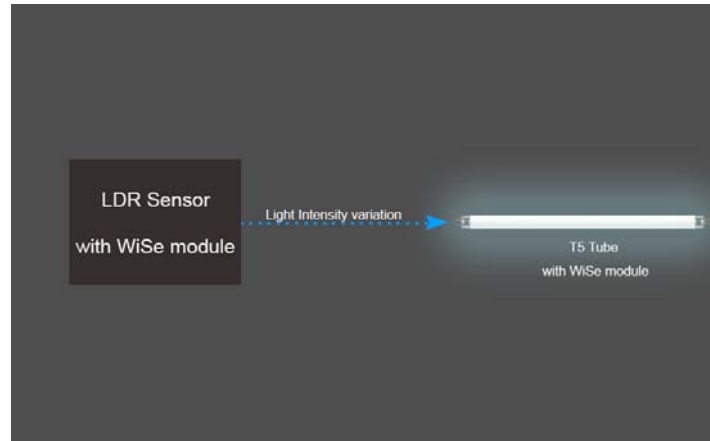 LDR Sensor
with WiSe module
Light Intensity variation
T5 Tube
with WiSe module